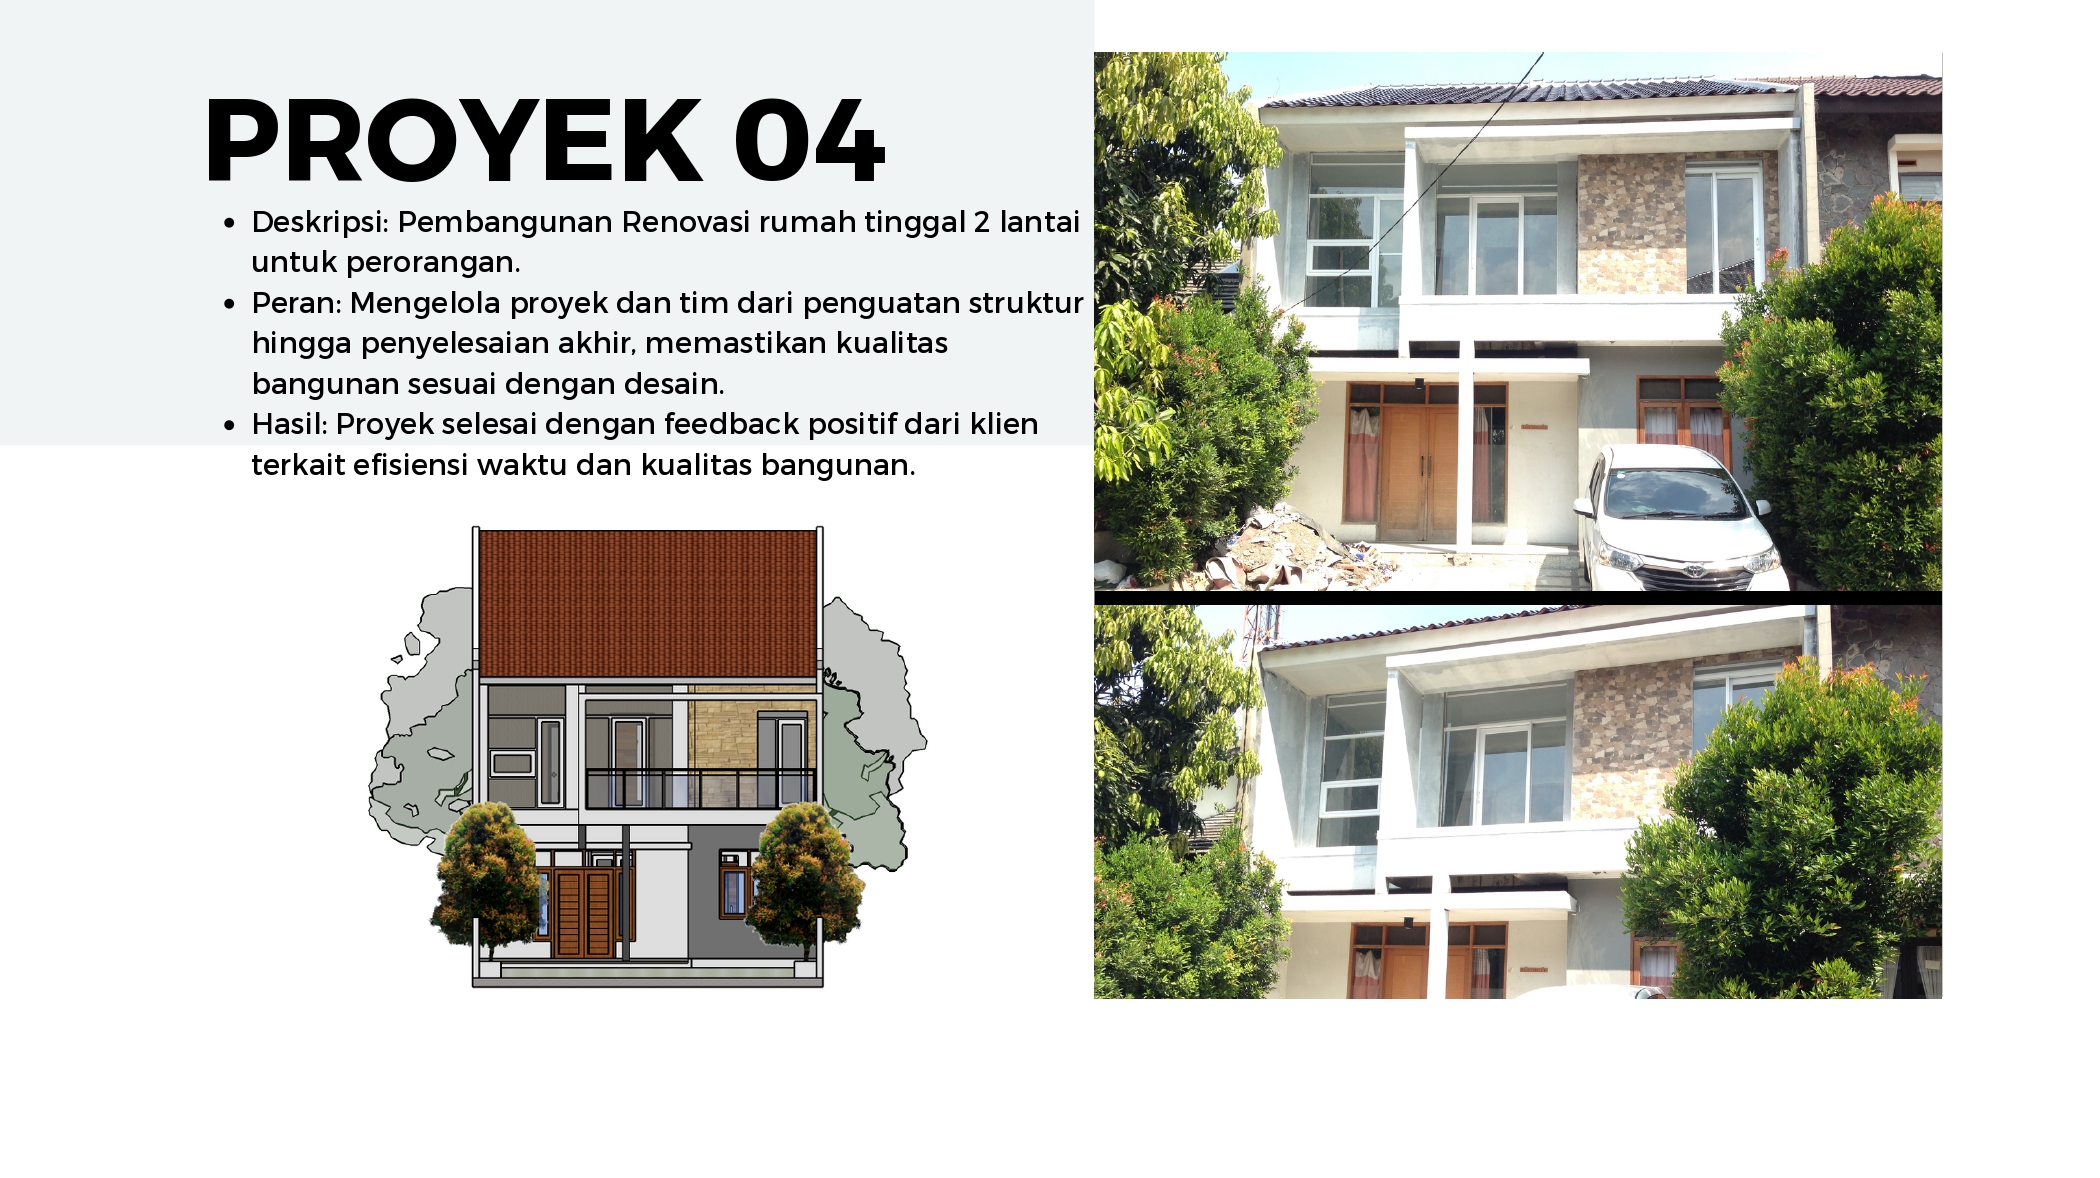 PROYEK 04
• Deskripsi: Pembangunan Renovasi rumah tinggal 2 lantai
untuk perorangan.
• Peran: Mengelola proyek dan tim dari penguatan struktur
hingga penyelesaian akhir, memastikan kualitas
bangunan sesuai dengan desain.
• Hasil: Proyek selesai dengan feedback positif dari klien
terkait efisiensi waktu dan kualitas bangunan.